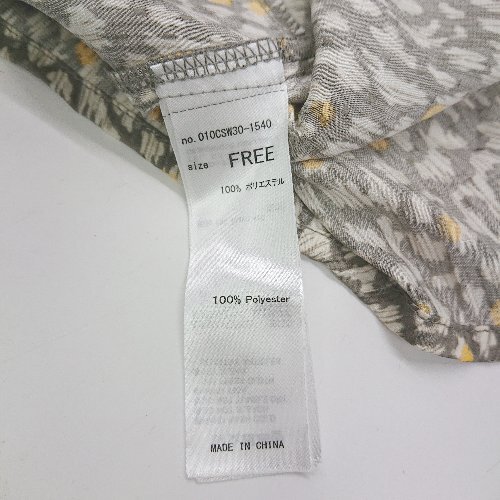 no.010CSW30-1540
size FREE
100% ポリエステル
100% Polyester
MADE IN CHINA